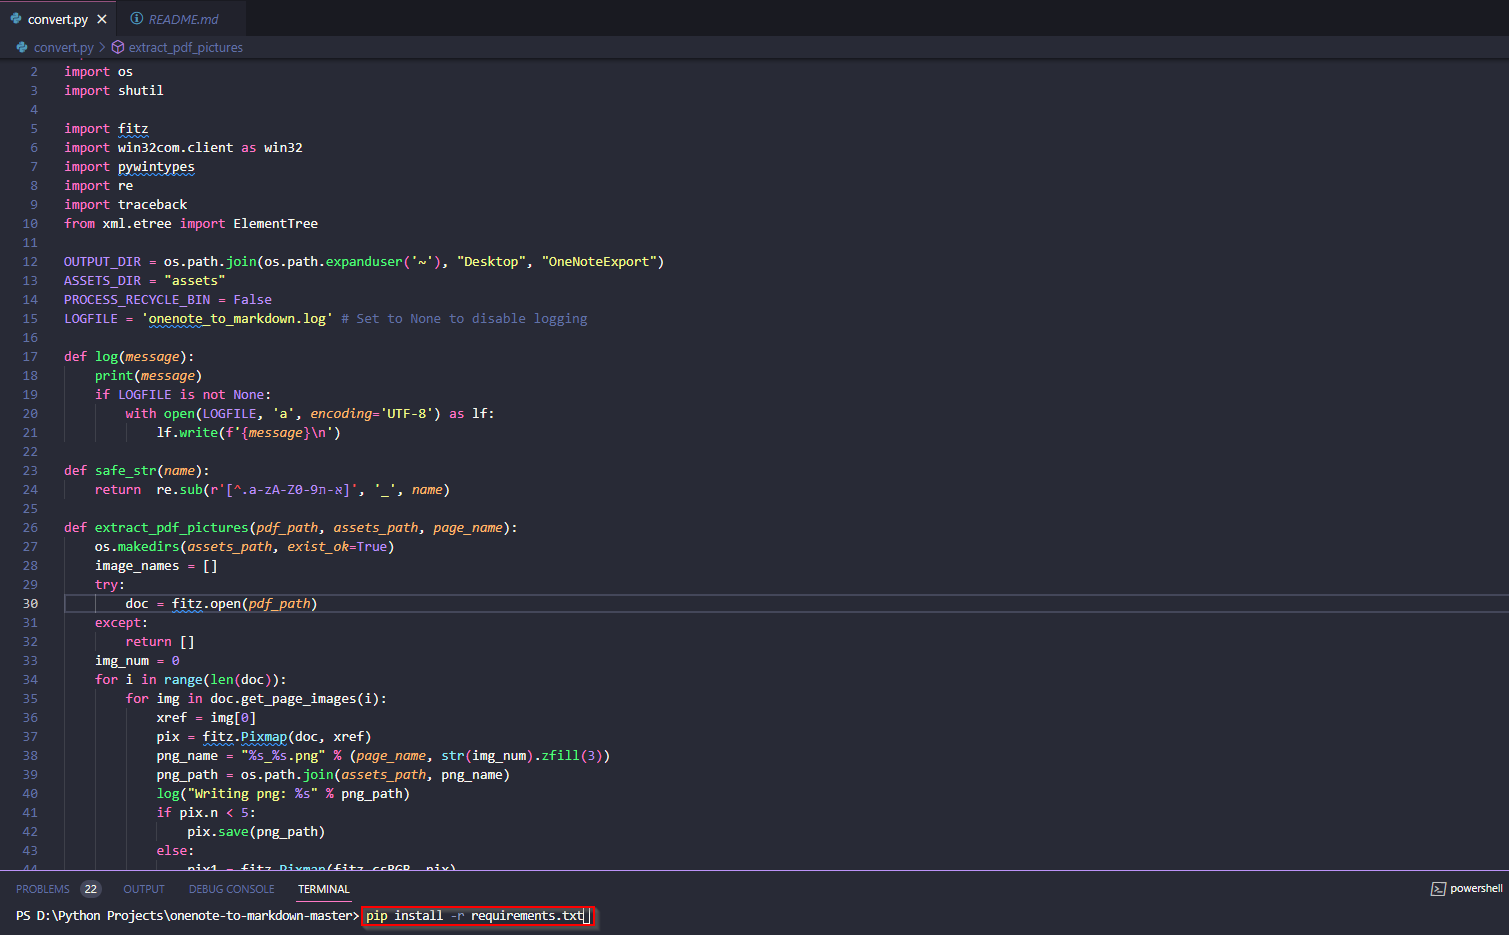 convert.py
README.md
convert.py > extract_pdf_pictures
2 import os
3 import shutil
4
5 import fitz
6 import win32com.client as win32
7 import pywintypes
8 import re
9 import traceback
10 from xml.etree import ElementTree
11
12 OUTPUT_DIR = os.path.join(os.path.expanduser('~'), "Desktop", "OneNoteExport")
13 ASSETS_DIR = "assets"
14 PROCESS_RECYCLE_BIN = False
15 LOGFILE = 'onenote_to_markdown.log' # Set to None to disable logging
16
17 def log(message):
18     print(message)
19     if LOGFILE is not None:
20         with open(LOGFILE, 'a', encoding='UTF-8') as lf:
21             lf.write(f'{message}\n')
22
23 def safe_str(name):
24     return  re.sub(r'[^.a-zA-Z0-9א-ת]', '_', name)
25
26 def extract_pdf_pictures(pdf_path, assets_path, page_name):
27     os.makedirs(assets_path, exist_ok=True)
28     image_names = []
29     try:
30         doc = fitz.open(pdf_path)
31     except:
32         return []
33     img_num = 0
34     for i in range(len(doc)):
35         for img in doc.get_page_images(i):
36             xref = img[0]
37             pix = fitz.Pixmap(doc, xref)
38             png_name = "%s_%s.png" % (page_name, str(img_num).zfill(3))
39             png_path = os.path.join(assets_path, png_name)
40             log("Writing png: %s" % png_path)
41             if pix.n < 5:
42                 pix.save(png_path)
43             else:
44                 pix1 = fitz.Pixmap(fitz.csRGB, pix)
PROBLEMS 22 OUTPUT DEBUG CONSOLE TERMINAL powershell
PS D:\Python Projects\onenote-to-markdown-master> pip install -r requirements.txt